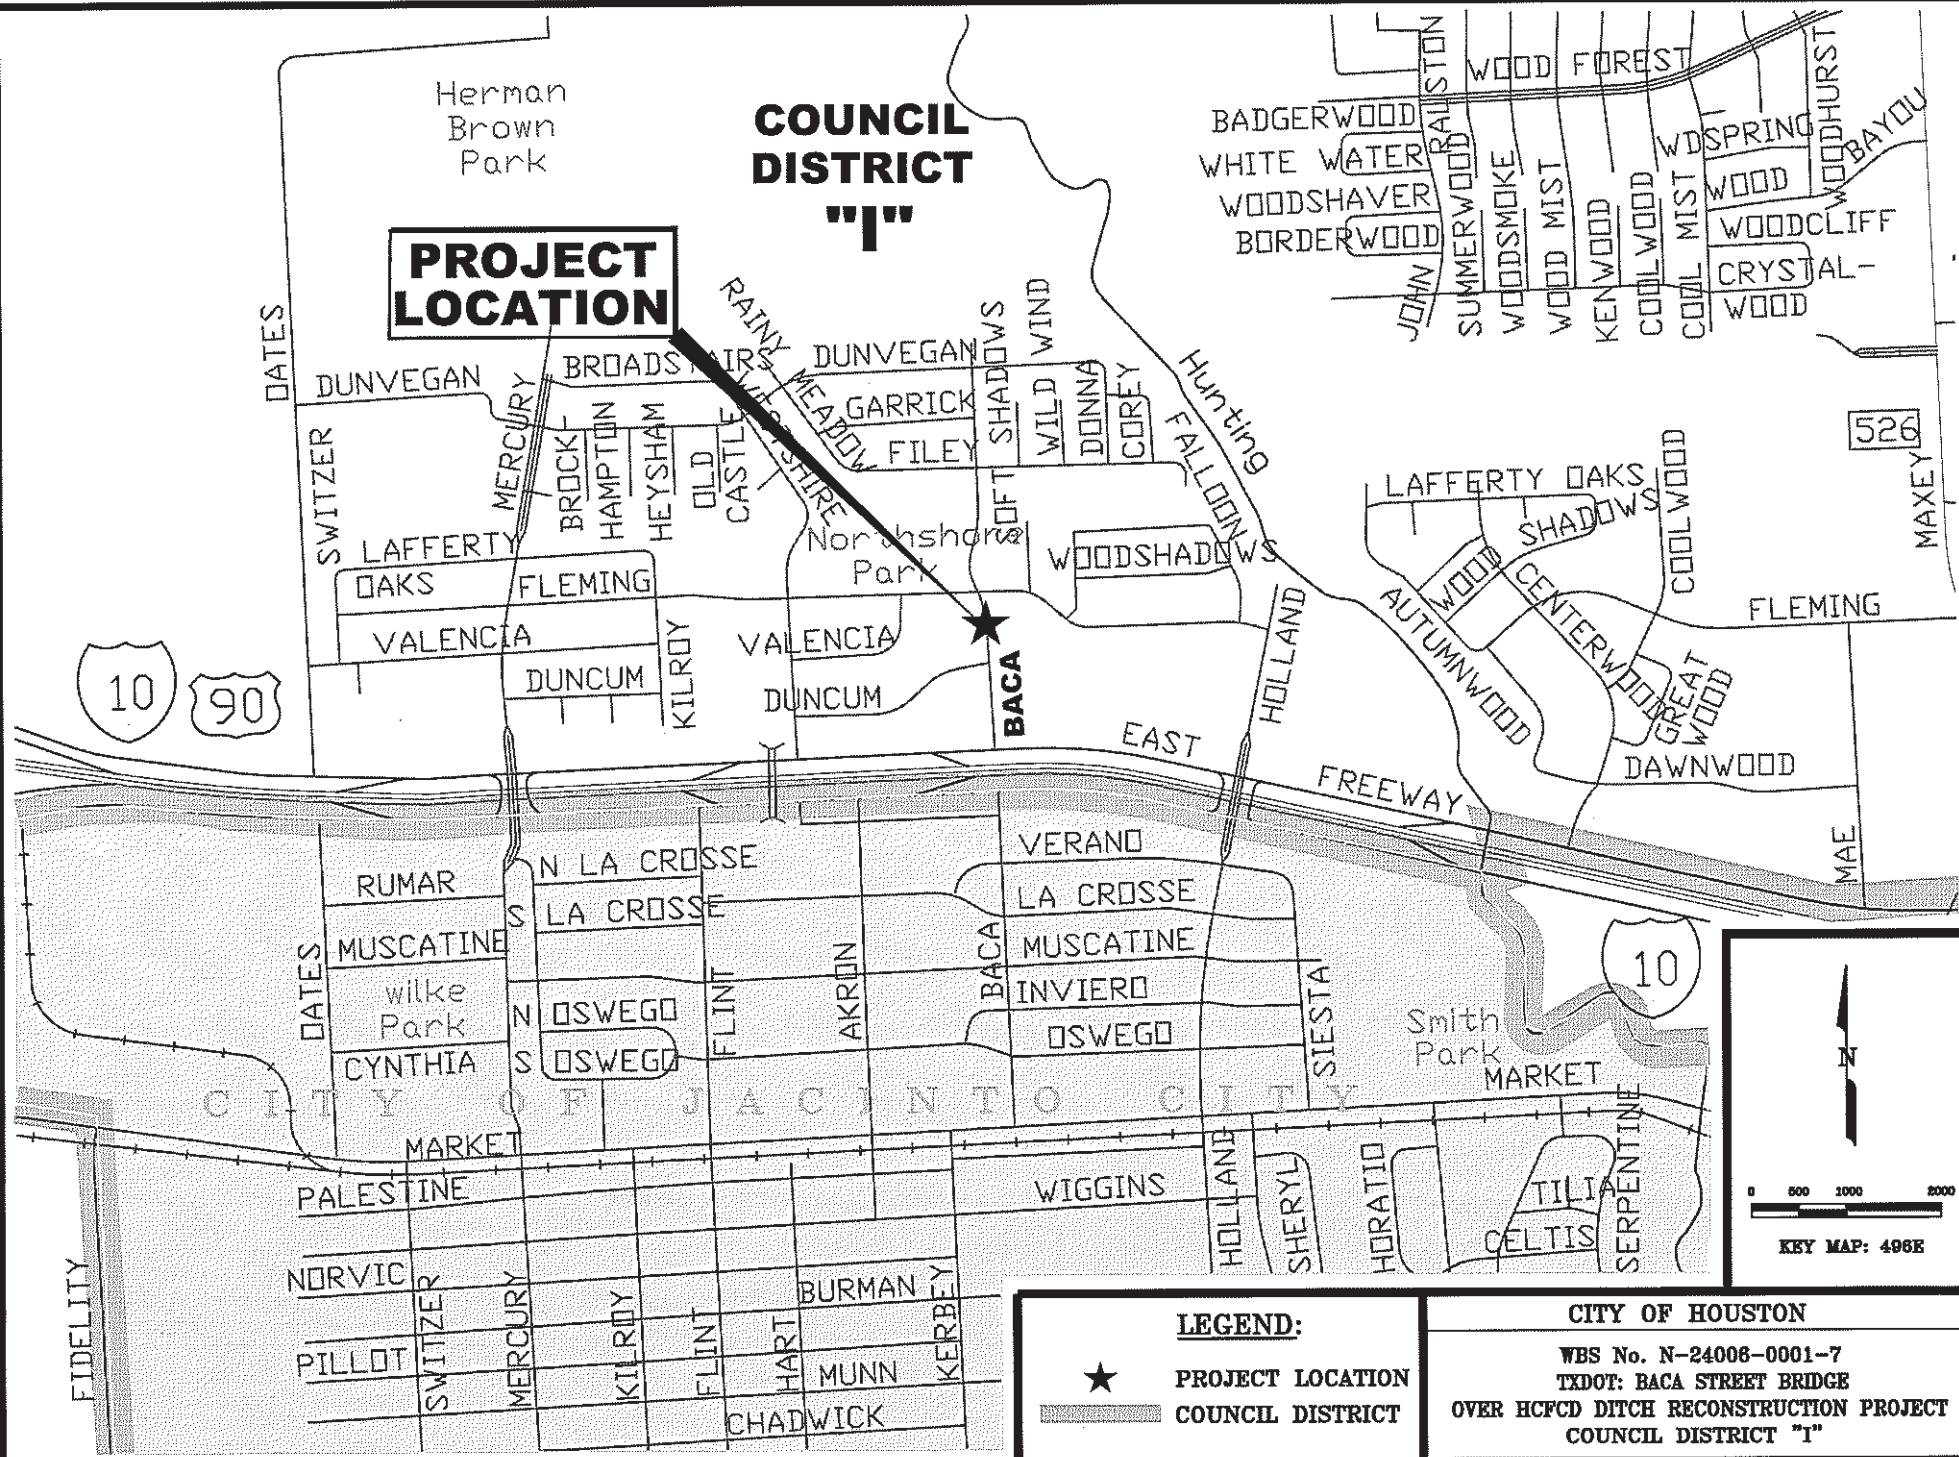 Herman
Brown
Park
COUNCIL
DISTRICT
"I"
PROJECT
LOCATION
WOOD FOREST
RALSTON
JOHN
BADGERWOOD
WHITE WATER
WOODSHAVER
BORDERWOOD
SUMMERWOOD
WOODSMOKE
WOOD MIST
KENWOOD
COOLWOOD
COOL MIST
WDSPRING
WOODHURST
BAYOU
WOOD
WOODCLIFF
CRYSTAL-
WOOD
OATES
DUNVEGAN
BROADSTAIRS
RAINY
MEADOW
DUNVEGAN
GARRICK
FILEY
SOFT SHADOWS
WILD WIND
DONNA
COREY
FALLOON
Hunting
SWITZER
MERCURY
BROCK-
HAMPTON
HEYSHAM
OLD
CASTLE
WESTSHIRE
Northshore
Park
WOODSHADOWS
LAFFERTY
OAKS
FLEMING
VALENCIA
DUNCUM
KILROY
VALENCIA
DUNCUM
BACA
HOLLAND
LAFFERTY OAKS
SHADOWS
WOOD
CENTERWOOD
AUTUMNWOOD
COOLWOOD
526
MAXEY
FLEMING
GREAT
WOOD
DAWNWOOD
MAE
10
90
EAST
FREEWAY
RUMAR
N LA CROSSE
S LA CROSSE
MUSCATINE
OATES
wilke
Park
CYNTHIA
N OSWEGO
S OSWEGO
FLINT
AKRON
BACA
VERANO
LA CROSSE
MUSCATINE
INVIERO
OSWEGO
SIESTA
Smith
Park
10
MARKET
CITY OF JACINTO CITY
MARKET
PALESTINE
WIGGINS
NORVIC
PILLOT
FIDELITY
SWITZER
MERCURY
KILROY
FLINT
HART
BURMAN
MUNN
CHADWICK
KERBEY
HOLLAND
SHERYL
HORATIO
TILIA
CELTIS
SERPENTINE
N
0 500 1000 2000
KEY MAP: 496E
LEGEND:
PROJECT LOCATION
COUNCIL DISTRICT
CITY OF HOUSTON
WBS No. N-24006-0001-7
TXDOT: BACA STREET BRIDGE
OVER HCFCD DITCH RECONSTRUCTION PROJECT
COUNCIL DISTRICT "I"